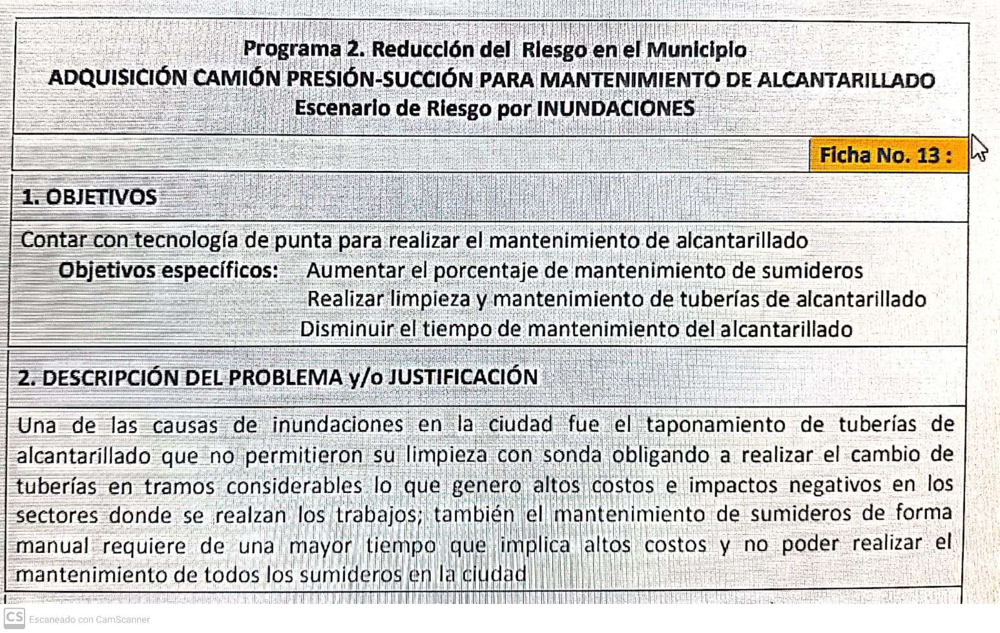 Programa 2. Reducción del Riesgo en el Municipio
ADQUISICIÓN CAMIÓN PRESIÓN-SUCCIÓN PARA MANTENIMIENTO DE ALCANTARILLADO
Escenario de Riesgo por INUNDACIONES
Ficha No. 13 :
1. OBJETIVOS
Contar con tecnología de punta para realizar el mantenimiento de alcantarillado
Objetivos específicos: Aumentar el porcentaje de mantenimiento de sumideros
Realizar limpieza y mantenimiento de tuberías de alcantarillado
Disminuir el tiempo de mantenimiento del alcantarillado
2. DESCRIPCIÓN DEL PROBLEMA y/o JUSTIFICACIÓN
Una de las causas de inundaciones en la ciudad fue el taponamiento de tuberías de
alcantarillado que no permitieron su limpieza con sonda obligando a realizar el cambio de
tuberías en tramos considerables lo que genero altos costos e impactos negativos en los
sectores donde se realzan los trabajos; también el mantenimiento de sumideros de forma
manual requiere de una mayor tiempo que implica altos costos y no poder realizar el
mantenimiento de todos los sumideros en la ciudad
CS Escaneado con CamScanner